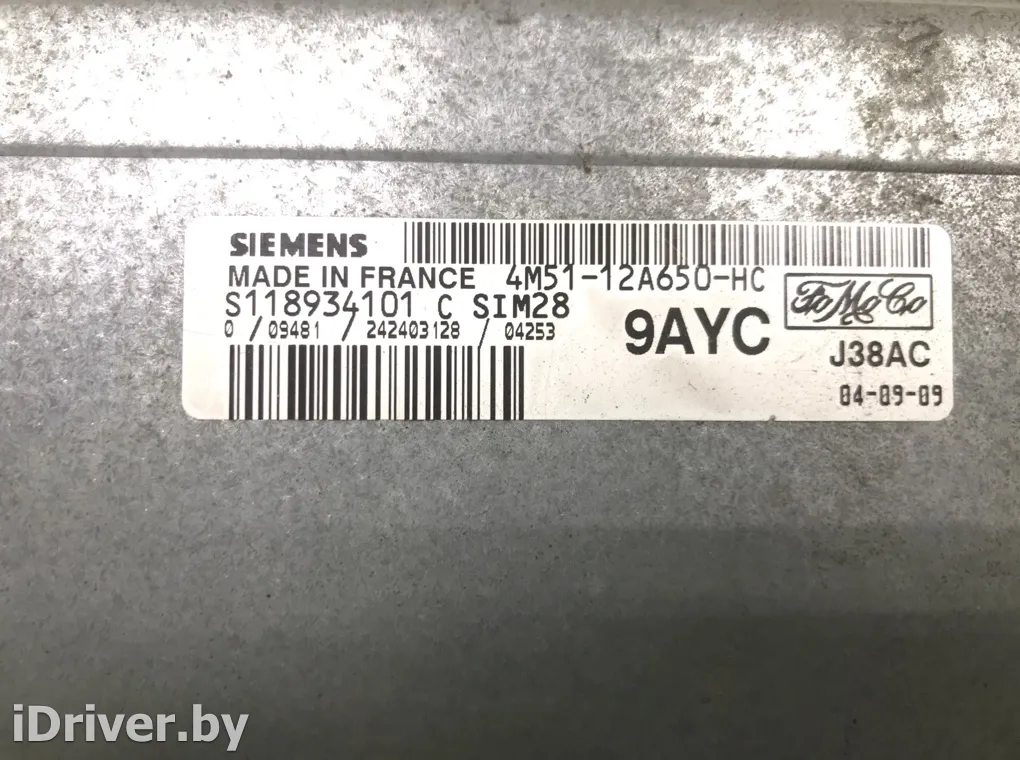 SIEMENS
MADE IN FRANCE 4M51-12A650-HC
S118934101 C SIM28
0 / 09481 / 242403128 / 04253
9AYC
FoMoCo
J38AC
04-09-09
iDriver.by